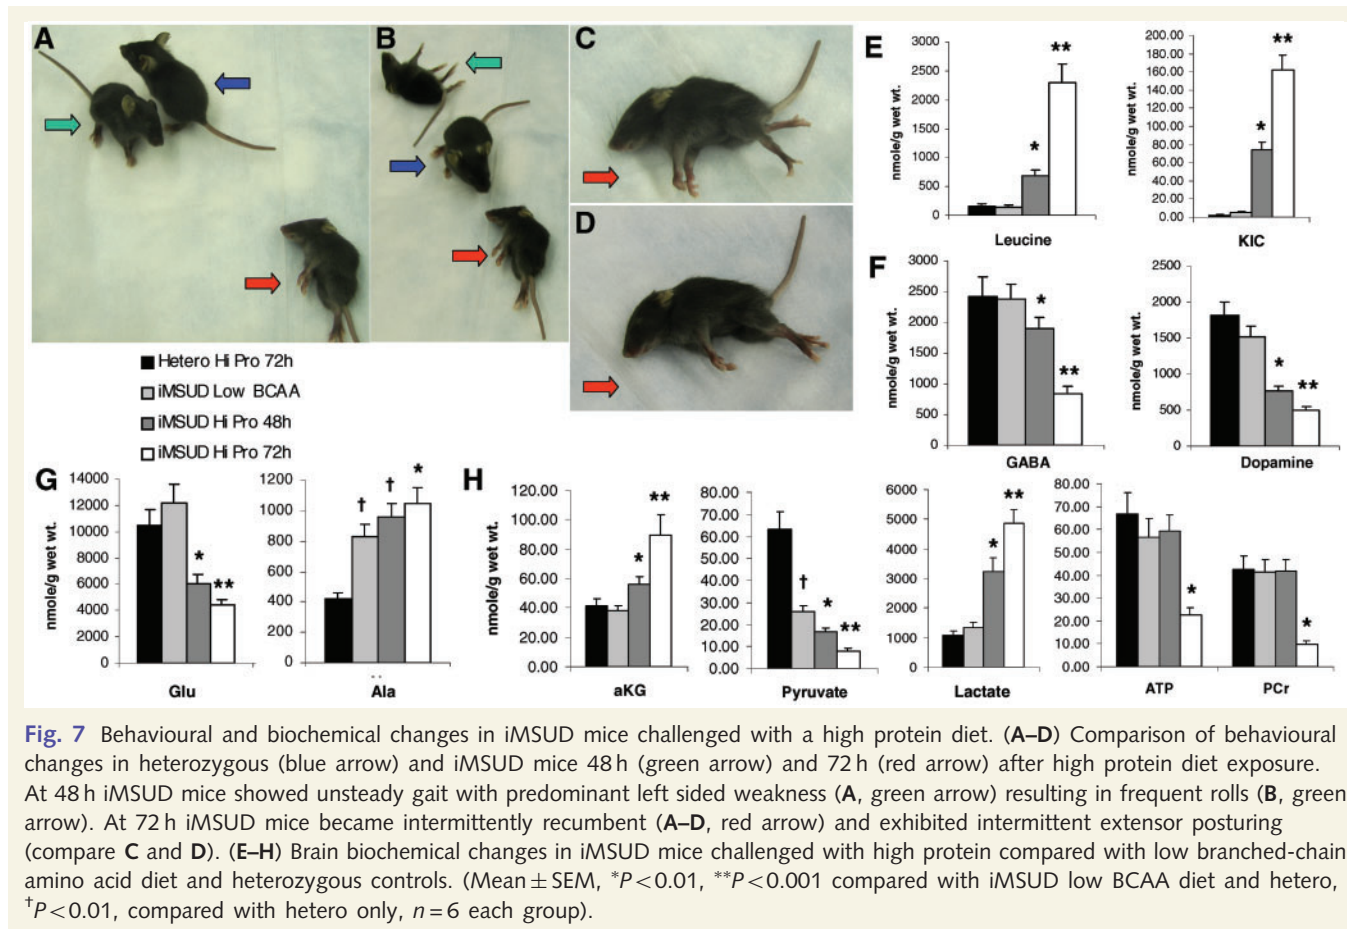 A
B
C
D
Hetero Hi Pro 72h
iMSUD Low BCAA
iMSUD Hi Pro 48h
iMSUD Hi Pro 72h
E
nmole/g wet wt.
3000
2500
2000
1500
1000
500
0
*
**
Leucine
nmole/g wet wt.
200.00
180.00
160.00
140.00
120.00
100.00
80.00
60.00
40.00
20.00
0.00
*
**
KIC
F
nmole/g wet wt.
3000
2500
2000
1500
1000
500
0
*
**
GABA
nmole/g wet wt.
2500
2000
1500
1000
500
0
*
**
Dopamine
G
nmole/g wet wt.
14000
12000
10000
8000
6000
4000
2000
0
*
**
Glu
1200
1000
800
600
400
200
0
†
†
*
Ala
H
nmole/g wet wt.
120.00
100.00
80.00
60.00
40.00
20.00
0.00
*
**
aKG
80.00
70.00
60.00
50.00
40.00
30.00
20.00
10.00
0.00
†
*
**
Pyruvate
6000
5000
4000
3000
2000
1000
0
*
**
Lactate
80.00
70.00
60.00
50.00
40.00
30.00
20.00
10.00
0.00
*
*
ATP PCr
Fig. 7 Behavioural and biochemical changes in iMSUD mice challenged with a high protein diet. (A–D) Comparison of behavioural
changes in heterozygous (blue arrow) and iMSUD mice 48 h (green arrow) and 72 h (red arrow) after high protein diet exposure.
At 48 h iMSUD mice showed unsteady gait with predominant left sided weakness (A, green arrow) resulting in frequent rolls (B, green
arrow). At 72 h iMSUD mice became intermittently recumbent (A–D, red arrow) and exhibited intermittent extensor posturing
(compare C and D). (E–H) Brain biochemical changes in iMSUD mice challenged with high protein compared with low branched-chain
amino acid diet and heterozygous controls. (Mean ± SEM, *P < 0.01, **P < 0.001 compared with iMSUD low BCAA diet and hetero,
†P < 0.01, compared with hetero only, n = 6 each group).